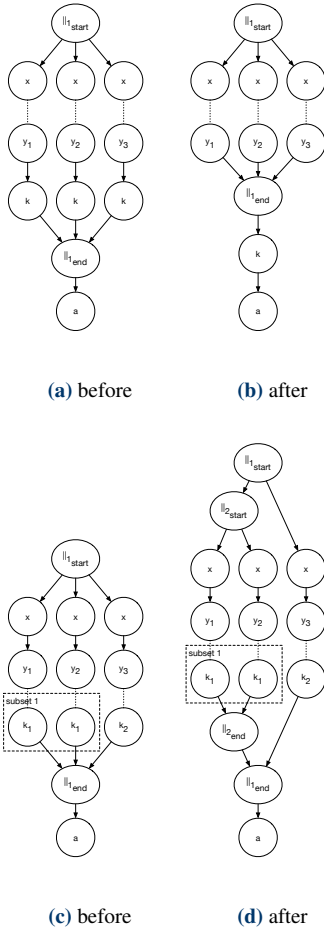 ||1start ||1start
x x x x x x
y1 y2 y3 y1 y2 y3
k k k ||1end
||1end k
a a
(a) before (b) after
||1start
||1start ||2start
x x x x x x
y1 y2 y3 y1 y2 y3
subset 1 subset 1
k1 k1 k2 k1 k1 k2
||2end
||1end ||1end
a a
(c) before (d) after